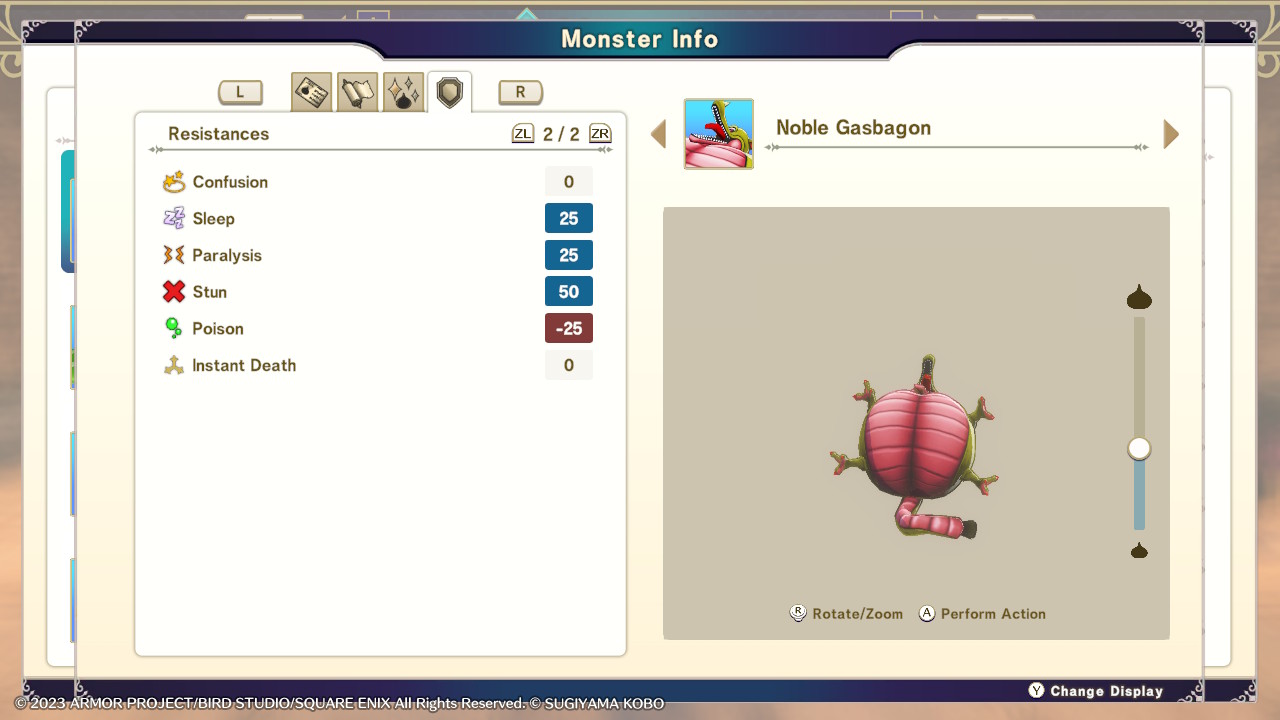 Monster Info
L
R
Resistances
ZL 2 / 2 ZR
Confusion 0
Sleep 25
Paralysis 25
Stun 50
Poison -25
Instant Death 0
Noble Gasbagon
R Rotate/Zoom A Perform Action
Y Change Display
© 2023 ARMOR PROJECT/BIRD STUDIO/SQUARE ENIX All Rights Reserved. © SUGIYAMA KOBO